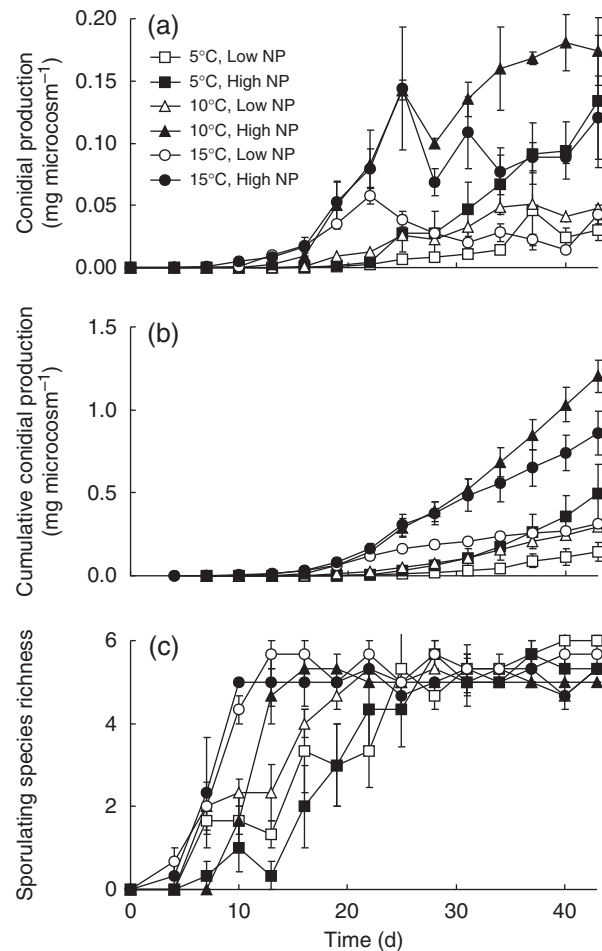 (a)
0.20
0.15
0.10
0.05
0.00
Conidial production
(mg microcosm⁻¹)
5°C, Low NP
5°C, High NP
10°C, Low NP
10°C, High NP
15°C, Low NP
15°C, High NP
(b)
1.5
1.0
0.5
0.0
Cumulative conidial production
(mg microcosm⁻¹)
(c)
6
4
2
0
Sporulating species richness
0 10 20 30 40
Time (d)